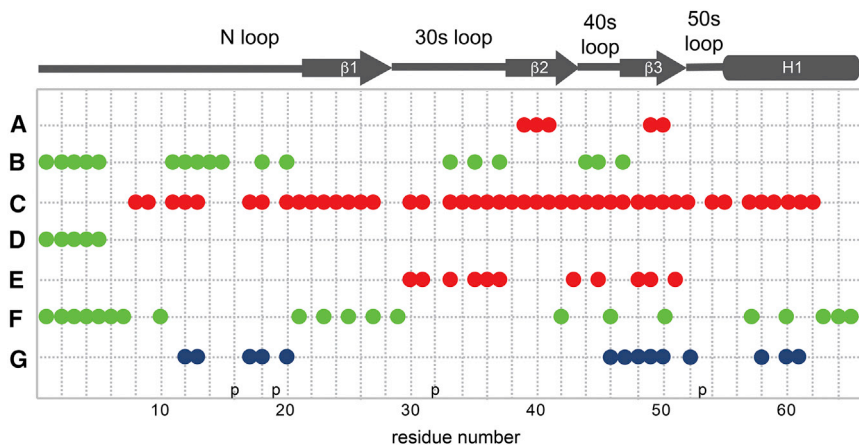 N loop 30s loop 40s loop 50s loop
β1 β2 β3 H1
A
B
C
D
E
F
G
p p p p
10 20 30 40 50 60
residue number